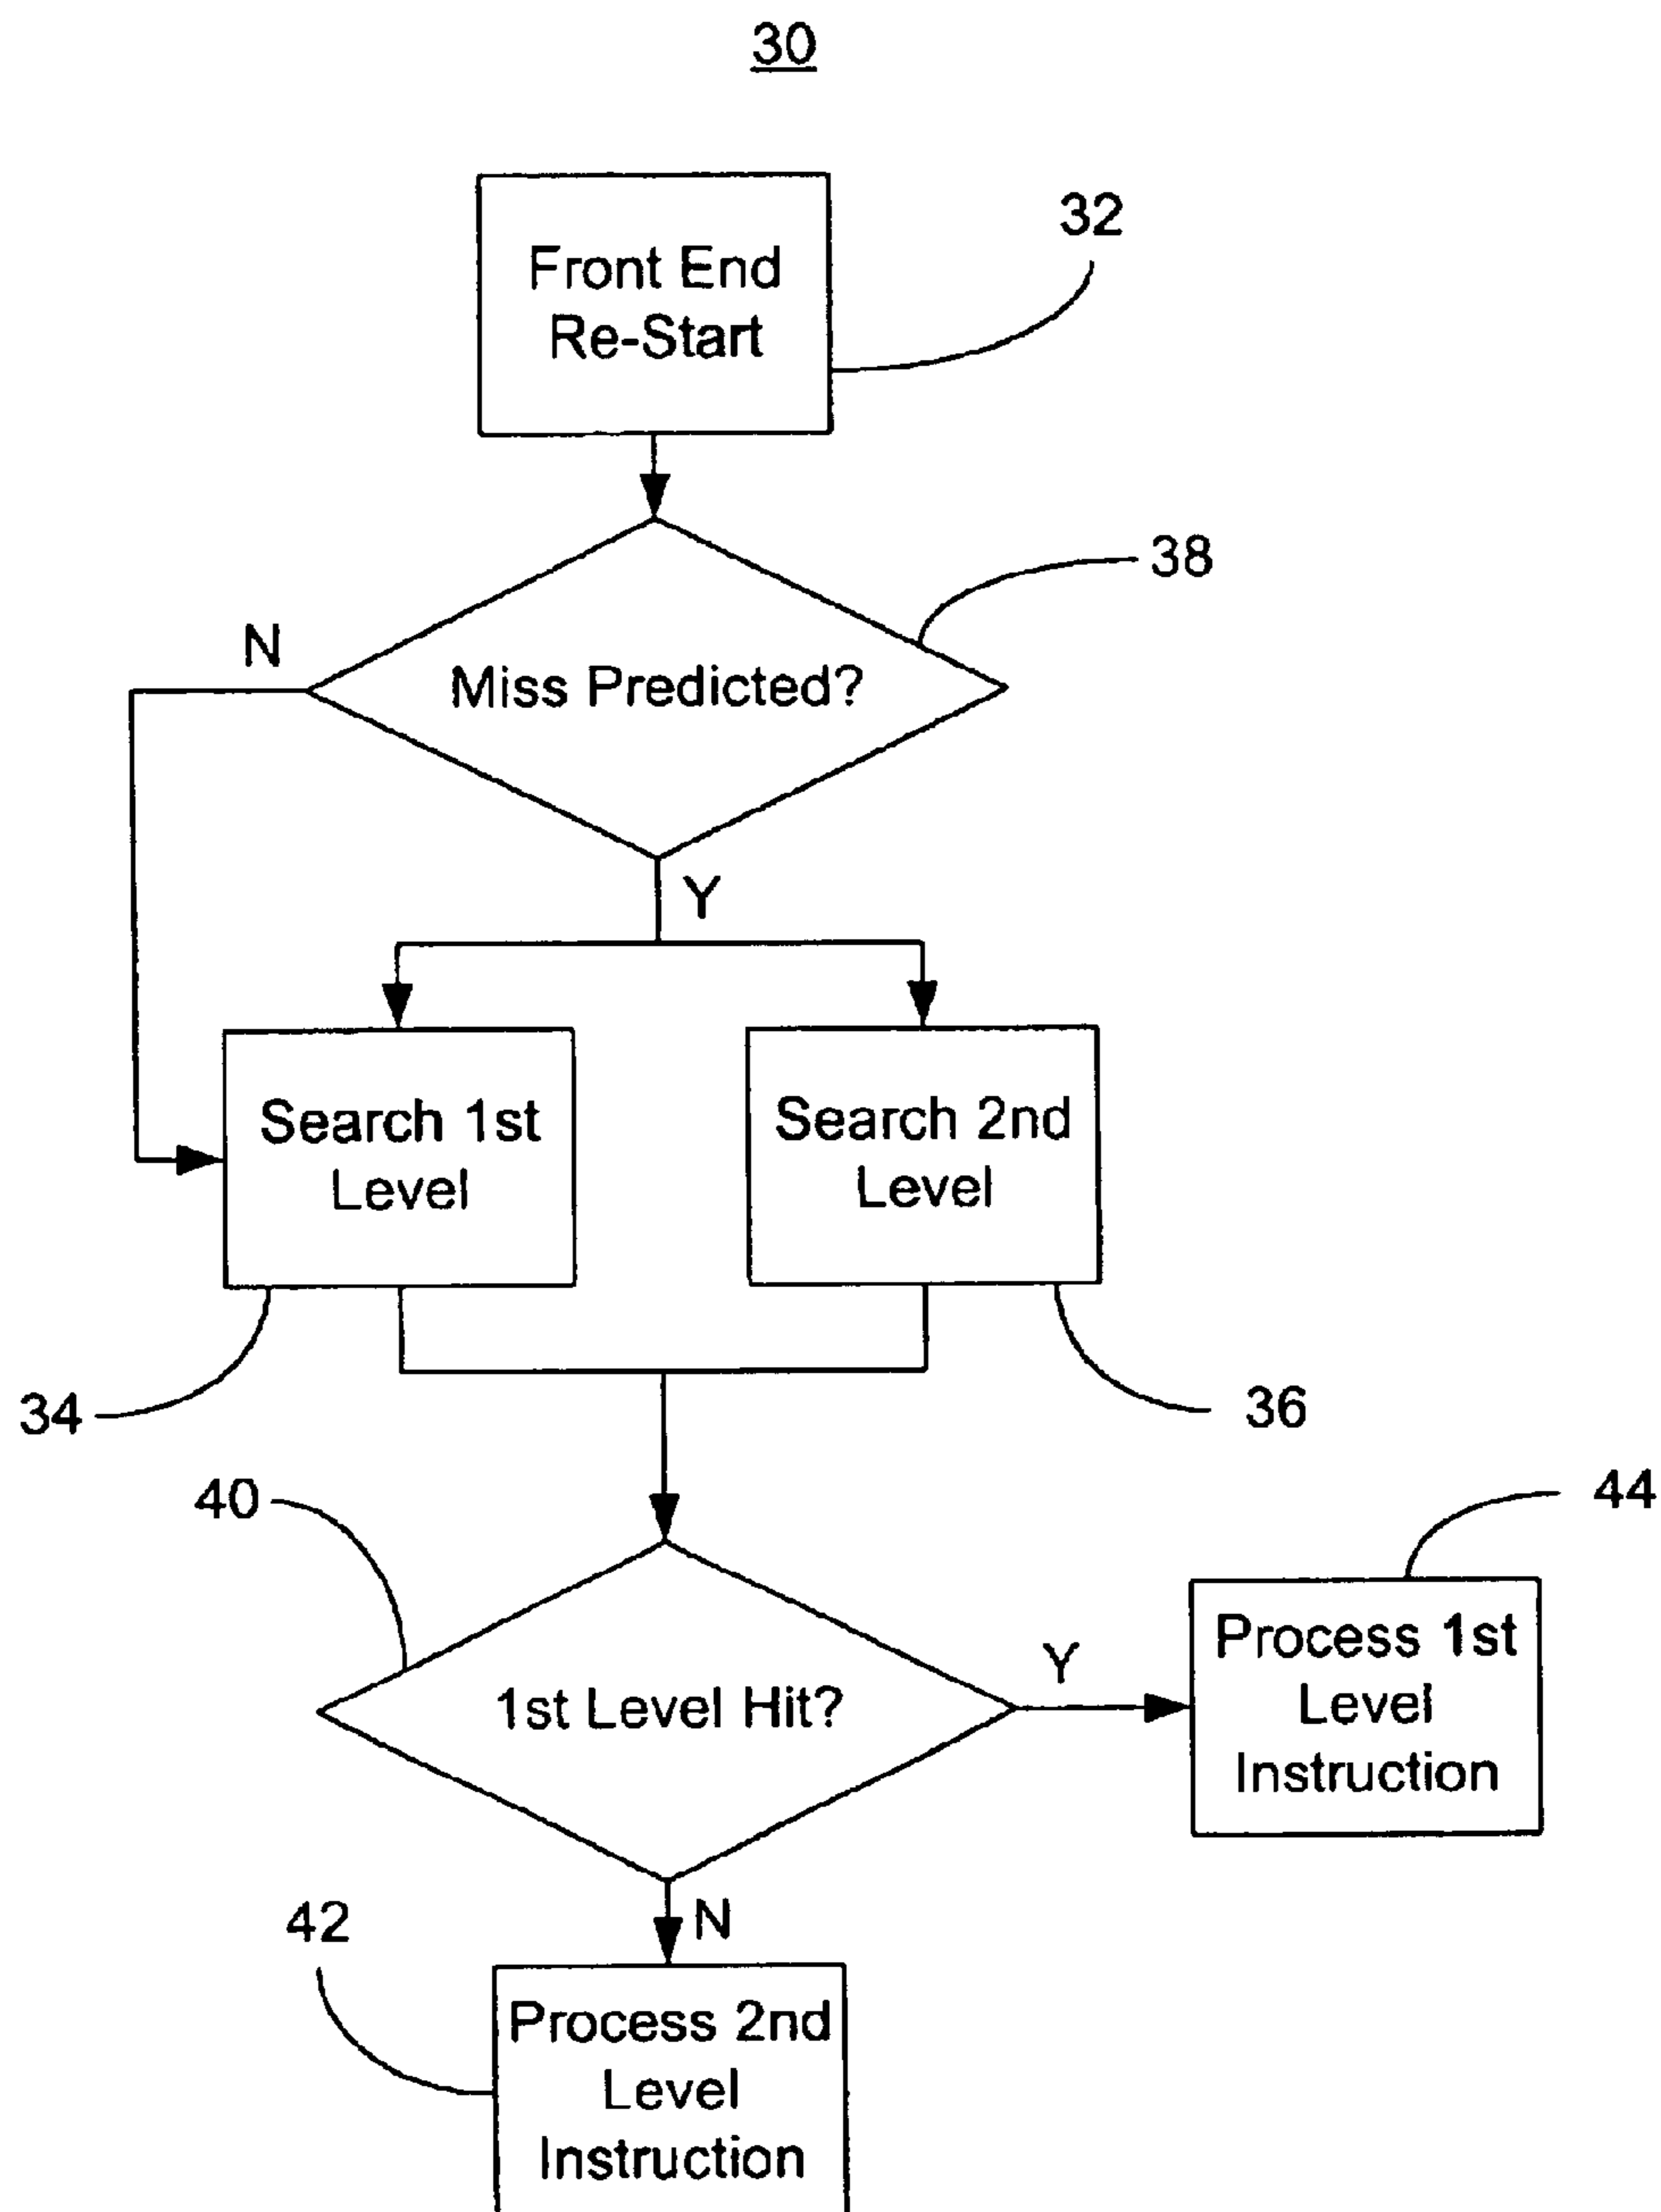 30
Front End
Re-Start
32
38
N
Miss Predicted?
Y
Search 1st
Level
Search 2nd
Level
34
36
40
44
1st Level Hit?
Y
Process 1st
Level
Instruction
N
42
Process 2nd
Level
Instruction